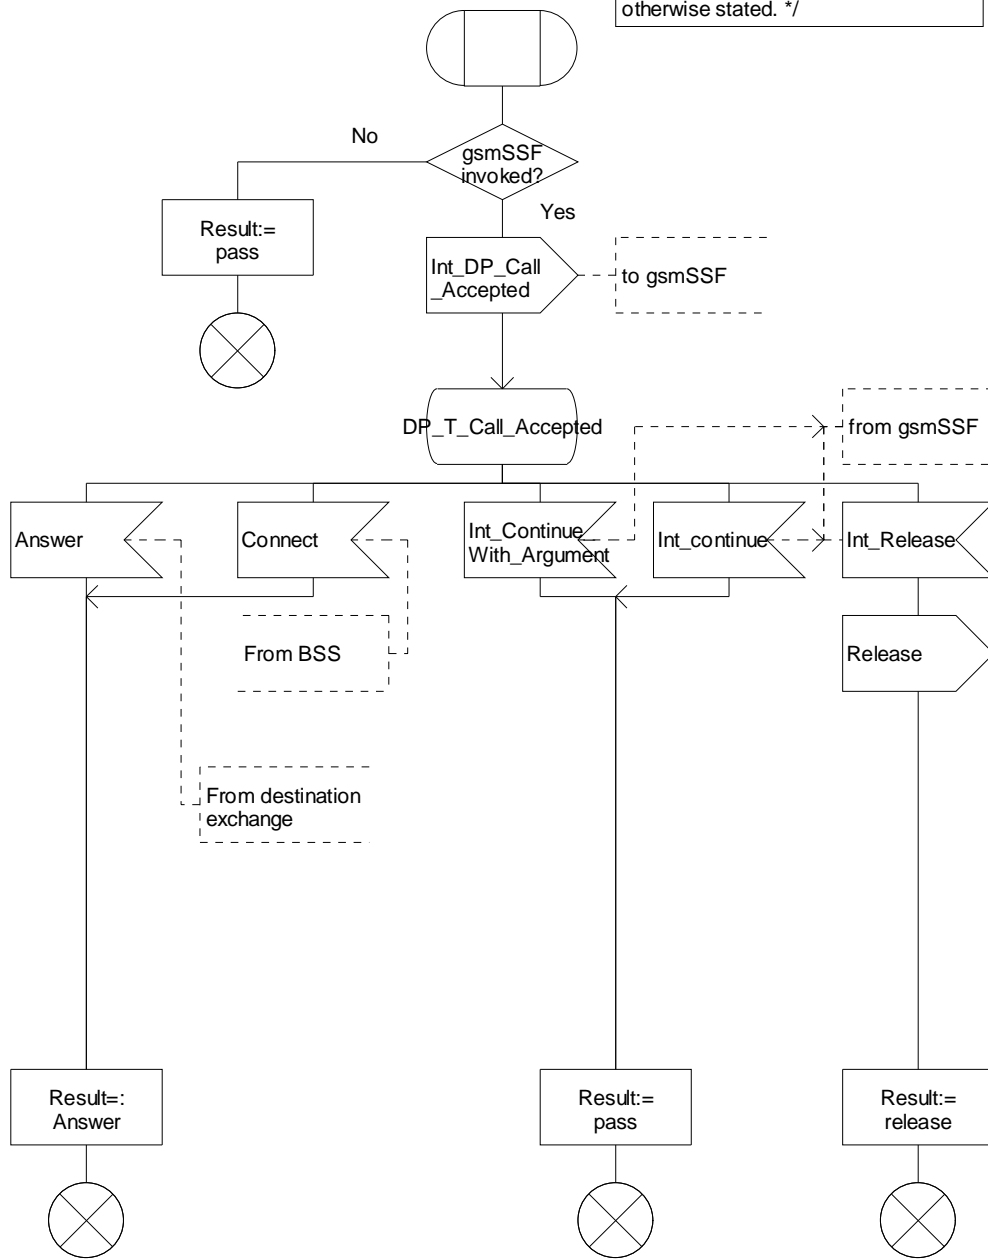 otherwise stated. */
No
gsmSSF
invoked?
Yes
Result:=
pass
Int_DP_Call
_Accepted
to gsmSSF
DP_T_Call_Accepted
from gsmSSF
Answer
Connect
Int_Continue_
With_Argument
Int_continue
Int_Release
From BSS
Release
From destination
exchange
Result=:
Answer
Result:=
pass
Result:=
release